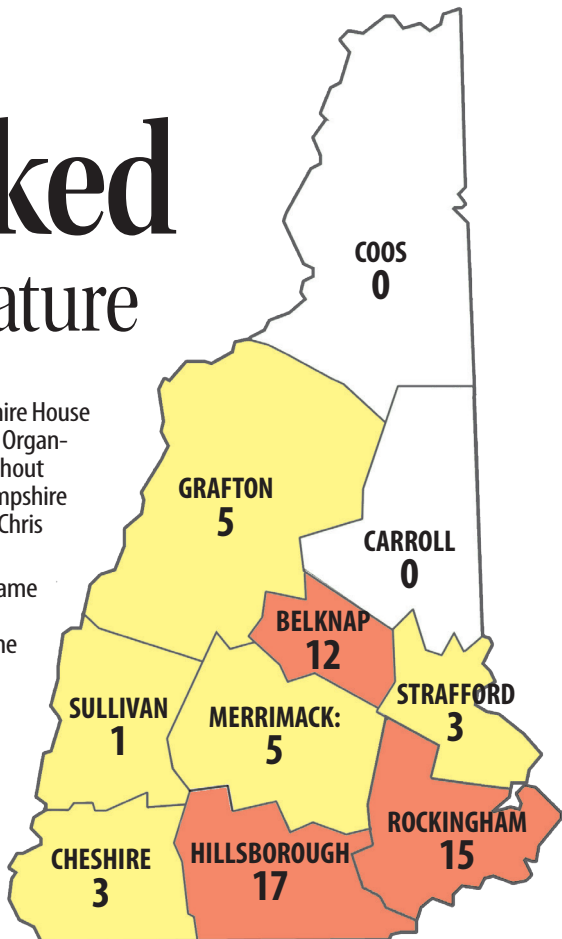 ked
ature
ire House
Organ-
hout
mpshire
Chris
ame
ne
COOS
0
GRAFTON
5
CARROLL
0
BELKNAP
12
SULLIVAN
1
MERRIMACK:
5
STRAFFORD
3
CHESHIRE
3
HILLSBOROUGH
17
ROCKINGHAM
15